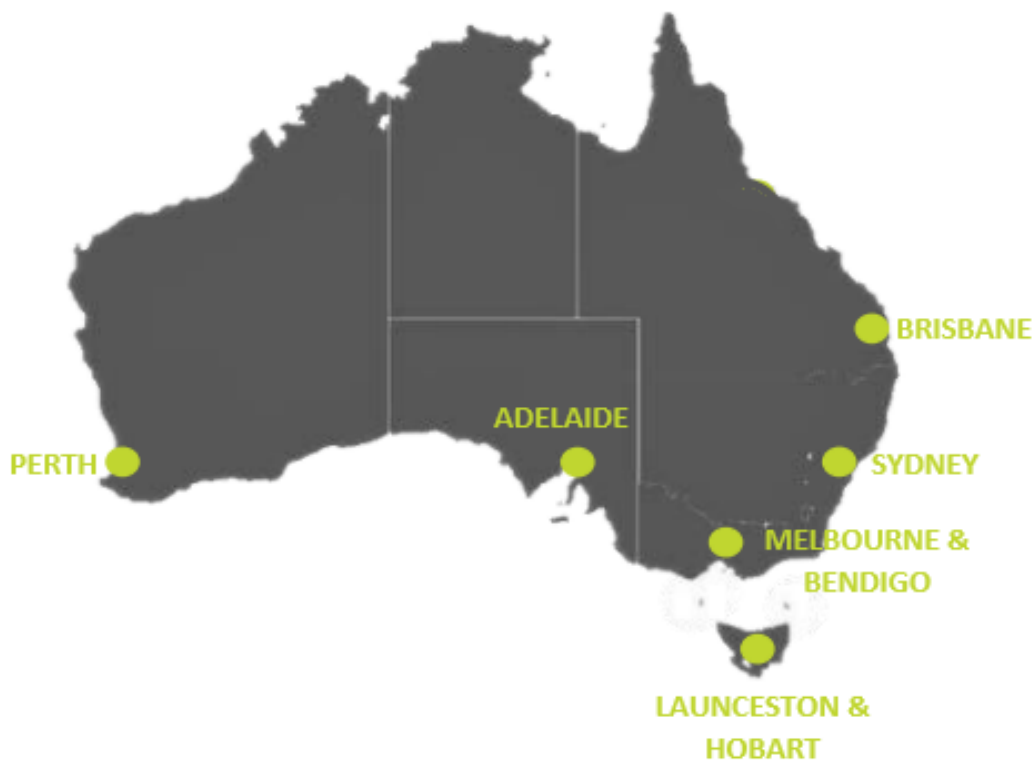 BRISBANE
ADELAIDE
PERTH
SYDNEY
MELBOURNE &
BENDIGO
LAUNCESTON &
HOBART